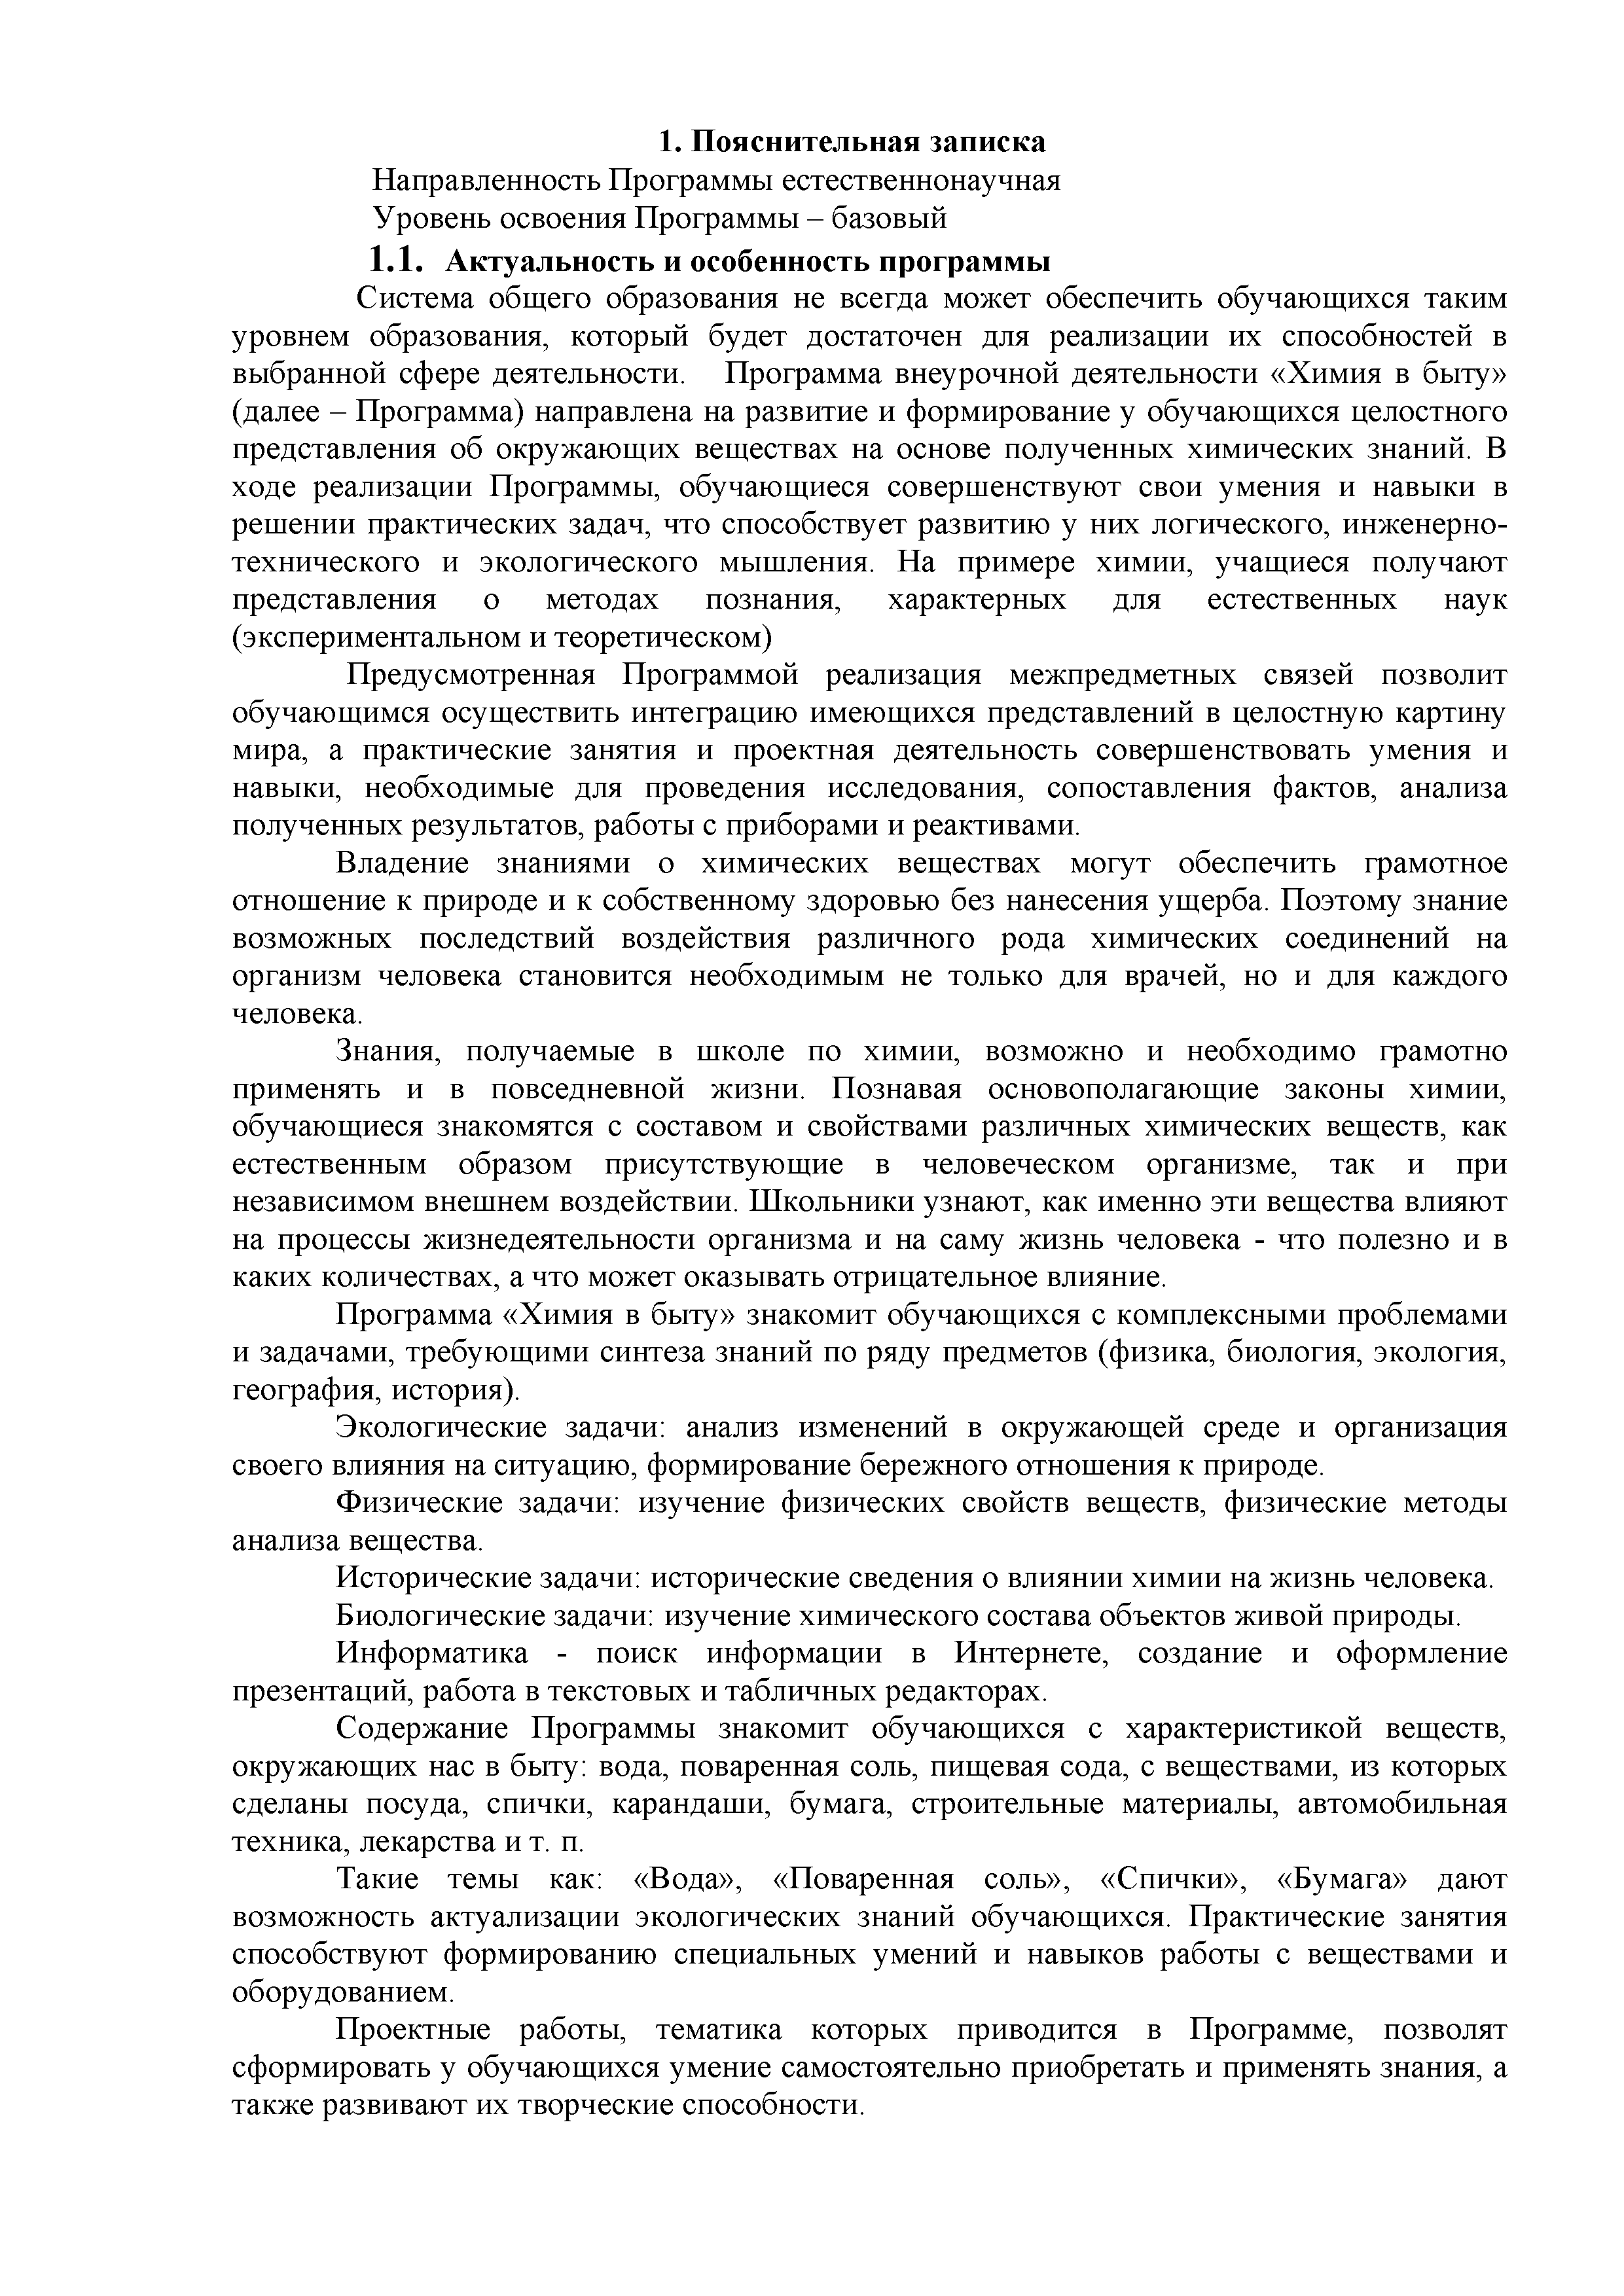 1. Пояснительная записка
Направленность Программы естественнонаучная
Уровень освоения Программы – базовый
1.1. Актуальность и особенность программы
Система общего образования не всегда может обеспечить обучающихся таким
уровнем образования, который будет достаточен для реализации их способностей в
выбранной сфере деятельности. Программа внеурочной деятельности «Химия в быту»
(далее – Программа) направлена на развитие и формирование у обучающихся целостного
представления об окружающих веществах на основе полученных химических знаний. В
ходе реализации Программы, обучающиеся совершенствуют свои умения и навыки в
решении практических задач, что способствует развитию у них логического, инженерно-
технического и экологического мышления. На примере химии, учащиеся получают
представления о методах познания, характерных для естественных наук
(экспериментальном и теоретическом)
Предусмотренная Программой реализация межпредметных связей позволит
обучающимся осуществить интеграцию имеющихся представлений в целостную картину
мира, а практические занятия и проектная деятельность совершенствовать умения и
навыки, необходимые для проведения исследования, сопоставления фактов, анализа
полученных результатов, работы с приборами и реактивами.
Владение знаниями о химических веществах могут обеспечить грамотное
отношение к природе и к собственному здоровью без нанесения ущерба. Поэтому знание
возможных последствий воздействия различного рода химических соединений на
организм человека становится необходимым не только для врачей, но и для каждого
человека.
Знания, получаемые в школе по химии, возможно и необходимо грамотно
применять и в повседневной жизни. Познавая основополагающие законы химии,
обучающиеся знакомятся с составом и свойствами различных химических веществ, как
естественным образом присутствующие в человеческом организме, так и при
независимом внешнем воздействии. Школьники узнают, как именно эти вещества влияют
на процессы жизнедеятельности организма и на саму жизнь человека - что полезно и в
каких количествах, а что может оказывать отрицательное влияние.
Программа «Химия в быту» знакомит обучающихся с комплексными проблемами
и задачами, требующими синтеза знаний по ряду предметов (физика, биология, экология,
география, история).
Экологические задачи: анализ изменений в окружающей среде и организация
своего влияния на ситуацию, формирование бережного отношения к природе.
Физические задачи: изучение физических свойств веществ, физические методы
анализа вещества.
Исторические задачи: исторические сведения о влиянии химии на жизнь человека.
Биологические задачи: изучение химического состава объектов живой природы.
Информатика - поиск информации в Интернете, создание и оформление
презентаций, работа в текстовых и табличных редакторах.
Содержание Программы знакомит обучающихся с характеристикой веществ,
окружающих нас в быту: вода, поваренная соль, пищевая сода, с веществами, из которых
сделаны посуда, спички, карандаши, бумага, строительные материалы, автомобильная
техника, лекарства и т. п.
Такие темы как: «Вода», «Поваренная соль», «Спички», «Бумага» дают
возможность актуализации экологических знаний обучающихся. Практические занятия
способствуют формированию специальных умений и навыков работы с веществами и
оборудованием.
Проектные работы, тематика которых приводится в Программе, позволят
сформировать у обучающихся умение самостоятельно приобретать и применять знания, а
также развивают их творческие способности.